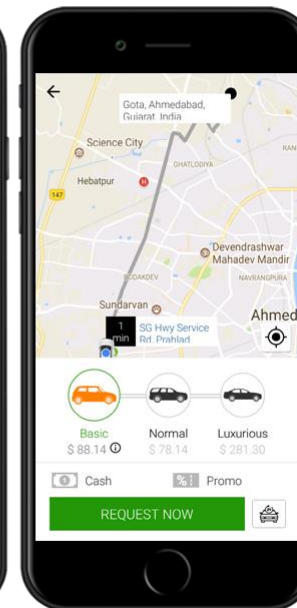 Gota, Ahmedabad,
Gujarat, India
Science City
GHATLODIYA
Hebatpur
H
147
Devendrashwar
Mahadev Mandir
NAVRANGPURA
BODAKDEV
Sundarvan
Ahmed
1
min
SG Hwy Service
Rd, Prahlad
Basic
Normal
Luxurious
$ 88.14
$ 78.14
$ 281.30
Cash
Promo
REQUEST NOW